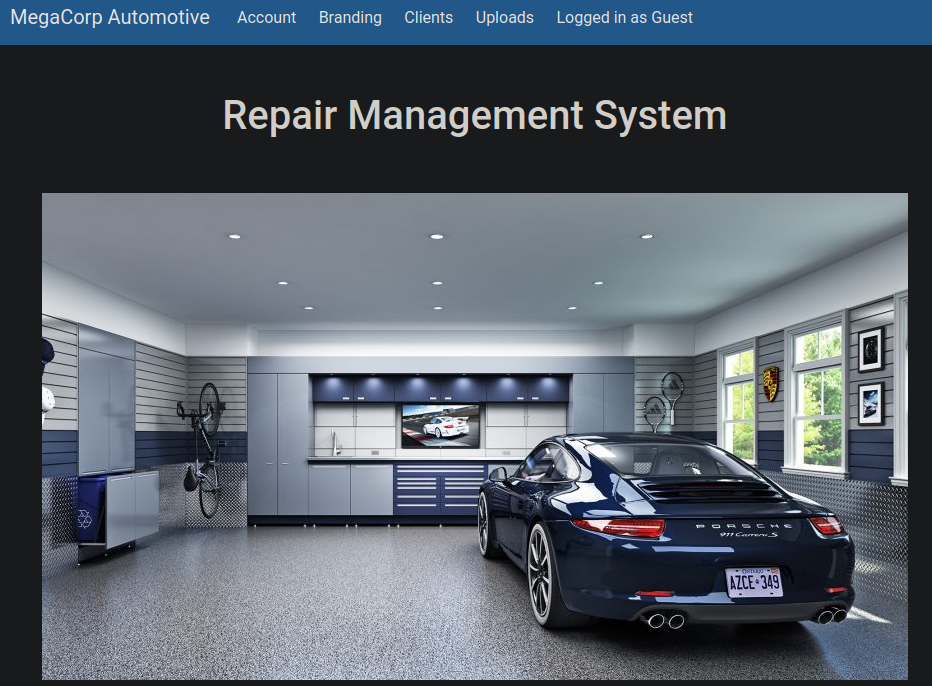 MegaCorp Automotive Account Branding Clients Uploads Logged in as Guest
Repair Management System
PORSCHE
911 Carrera S
ONTARIO
AZCE 349